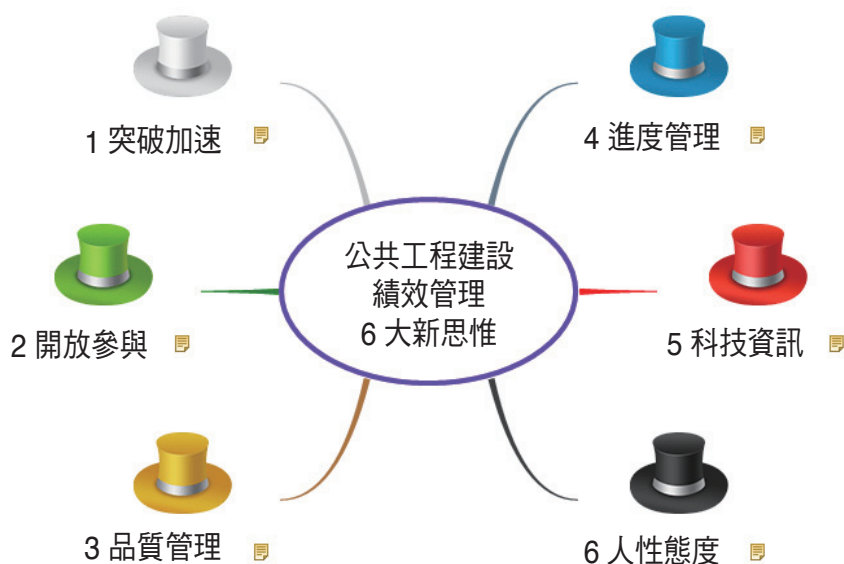 1 突破加速
4 進度管理
公共工程建設
績效管理
6 大新思惟
2 開放參與
5 科技資訊
3 品質管理
6 人性態度